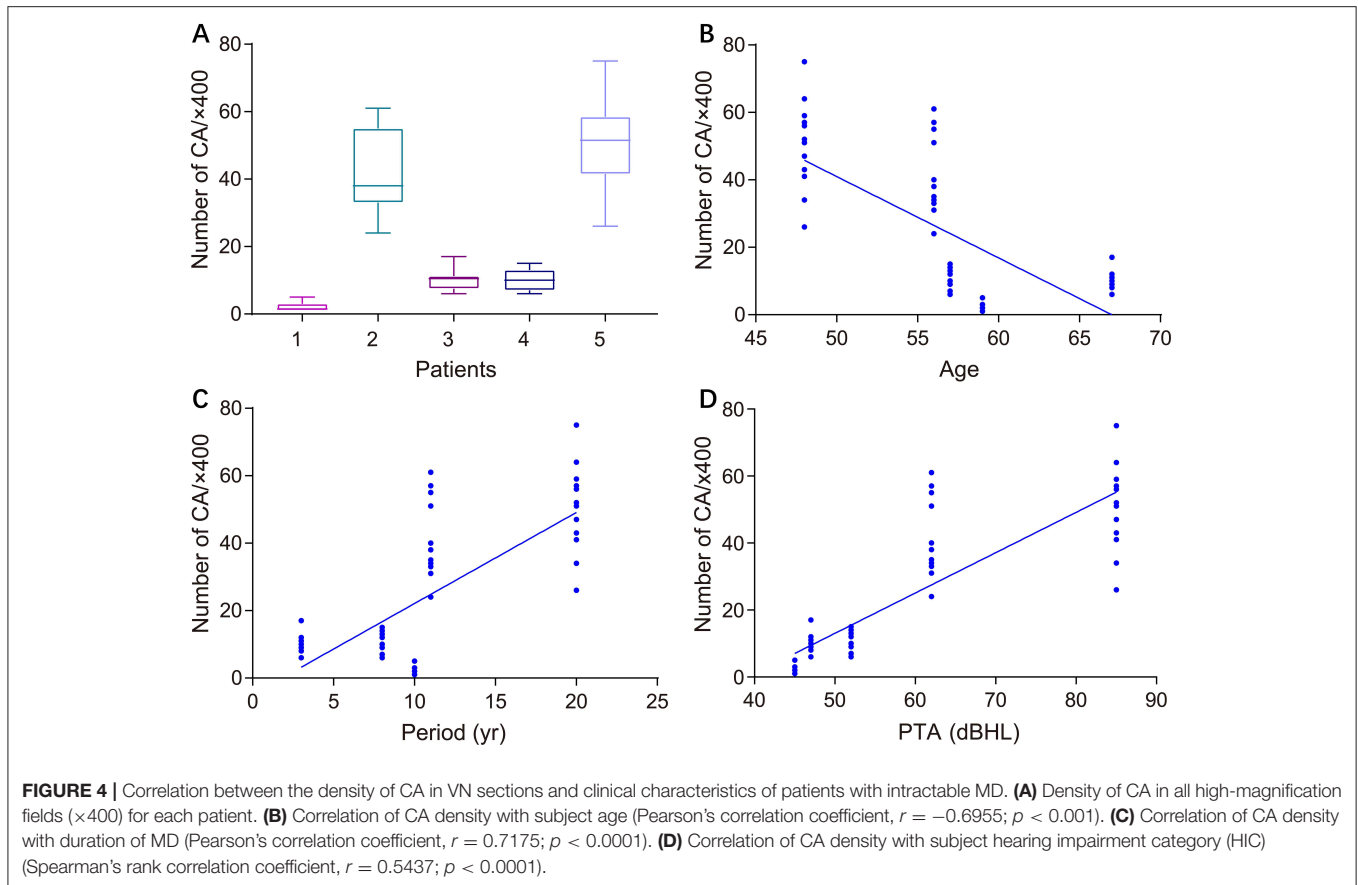 A
80
60
40
20
0
Number of CA/×400
1 2 3 4 5
Patients
B
80
60
40
20
0
Number of CA/×400
45 50 55 60 65 70
Age
C
80
60
40
20
0
Number of CA/×400
0 5 10 15 20 25
Period (yr)
D
80
60
40
20
0
Number of CA/x400
40 50 60 70 80 90
PTA (dBHL)
FIGURE 4 | Correlation between the density of CA in VN sections and clinical characteristics of patients with intractable MD. (A) Density of CA in all high-magnification
fields (×400) for each patient. (B) Correlation of CA density with subject age (Pearson's correlation coefficient, r = −0.6955; p < 0.001). (C) Correlation of CA density
with duration of MD (Pearson's correlation coefficient, r = 0.7175; p < 0.0001). (D) Correlation of CA density with subject hearing impairment category (HIC)
(Spearman's rank correlation coefficient, r = 0.5437; p < 0.0001).